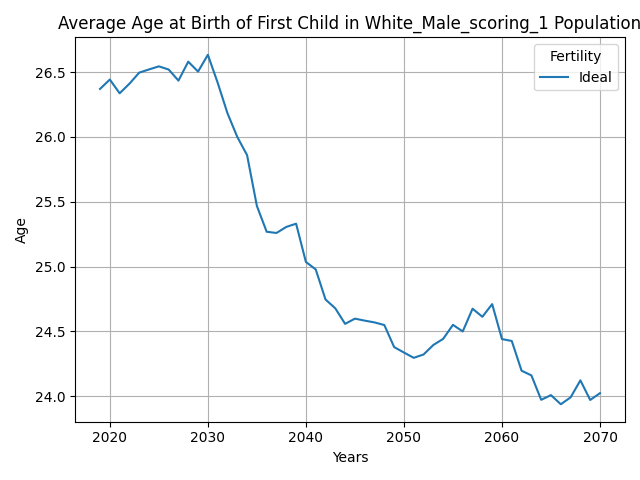 Average Age at Birth of First Child in White_Male_scoring_1 Population
Fertility
Ideal
26.5
26.0
25.5
25.0
24.5
24.0
Age
2020 2030 2040 2050 2060 2070
Years